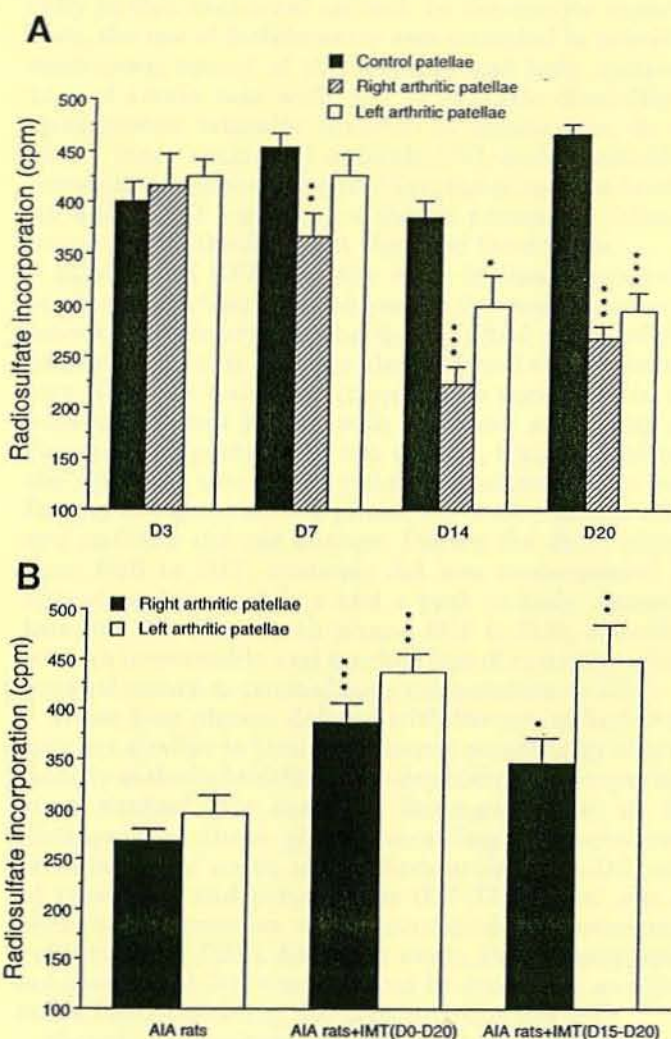 A
Control patellae
Right arthritic patellae
Left arthritic patellae
Radiosulfate incorporation (cpm)
500
450
400
350
300
250
200
150
100
D3 D7 D14 D20
B
Right arthritic patellae
Left arthritic patellae
Radiosulfate incorporation (cpm)
500
450
400
350
300
250
200
150
100
AIA rats AIA rats+IMT(D0-D20) AIA rats+IMT(D15-D20)